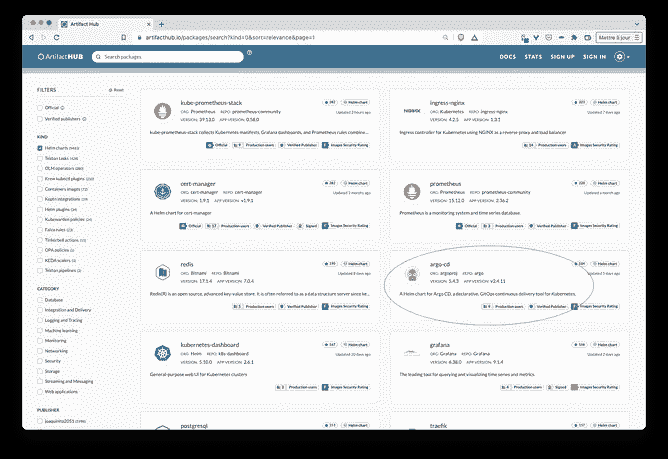 Artifact Hub
artifacthub.io/packages/search?kind=0&sort=relevance&page=1
Mettre à jour
ArtifactHUB
Search packages
DOCS STATS SIGN UP SIGN IN
FILTERS
Reset
Official
Verified publishers
KIND
Helm charts
Tekton tasks
OLM operators
Krew kubectl plugins
Containers images
Keptn integrations
Helm plugins
Kubewarden policies
Falco rules
Tinkerbell actions
OPA policies
KEDA scalers
Tekton pipelines
CATEGORY
Database
Integration and Delivery
Logging and Tracing
Machine learning
Monitoring
Networking
Security
Storage
Streaming and Messaging
Web applications
PUBLISHER
kube-prometheus-stack
Helm chart
ORG: Prometheus REPO: prometheus-community
VERSION: 39.13.0 APP VERSION: 0.58.0
kube-prometheus-stack collects Kubernetes manifests, Grafana dashboards, and Prometheus rules combine...
Official Production users Verified Publisher Images Security Rating
ingress-nginx
Helm chart
NGINX
ORG: Kubernetes REPO: ingress-nginx
VERSION: 4.2.5 APP VERSION: 1.3.1
Updated 7 days ago
Ingress controller for Kubernetes using NGINX as a reverse proxy and load balancer
Production users Verified Publisher Images Security Rating
cert-manager
Helm chart
ORG: cert-manager REPO: cert-manager
VERSION: 1.9.1 APP VERSION: v1.9.1
A Helm chart for cert-manager
Official Production users Verified Publisher Signed Images Security Rating
prometheus
Helm chart
ORG: Prometheus REPO: prometheus-community
VERSION: 15.12.0 APP VERSION: 2.36.2
Updated a month ago
Prometheus is a monitoring system and time series database.
Official Production users Verified Publisher Images Security Rating
redis
Helm chart
ORG: Bitnami REPO: Bitnami
VERSION: 17.1.4 APP VERSION: 7.0.4
Redis(R) is an open source, advanced key-value store. It is often referred to as a data structure server since ke...
Production users Verified Publisher Images Security Rating
argo-cd
Helm chart
ORG: argoproj REPO: argo
VERSION: 5.4.3 APP VERSION: v2.4.11
Updated 5 days ago
A Helm chart for Argo CD, a declarative, GitOps continuous delivery tool for Kubernetes.
Production users Verified Publisher Images Security Rating
kubernetes-dashboard
Helm chart
ORG: Helm REPO: k8s-dashboard
VERSION: 5.10.0 APP VERSION: 2.6.1
General-purpose web UI for Kubernetes clusters
Production users Verified Publisher Images Security Rating
grafana
Helm chart
ORG: Grafana REPO: grafana
VERSION: 6.38.0 APP VERSION: 9.1.4
Updated 2 days ago
The leading tool for querying and visualizing time series and metrics.
Production users Images Security Rating
postgresql
Helm chart
traefik
Helm chart